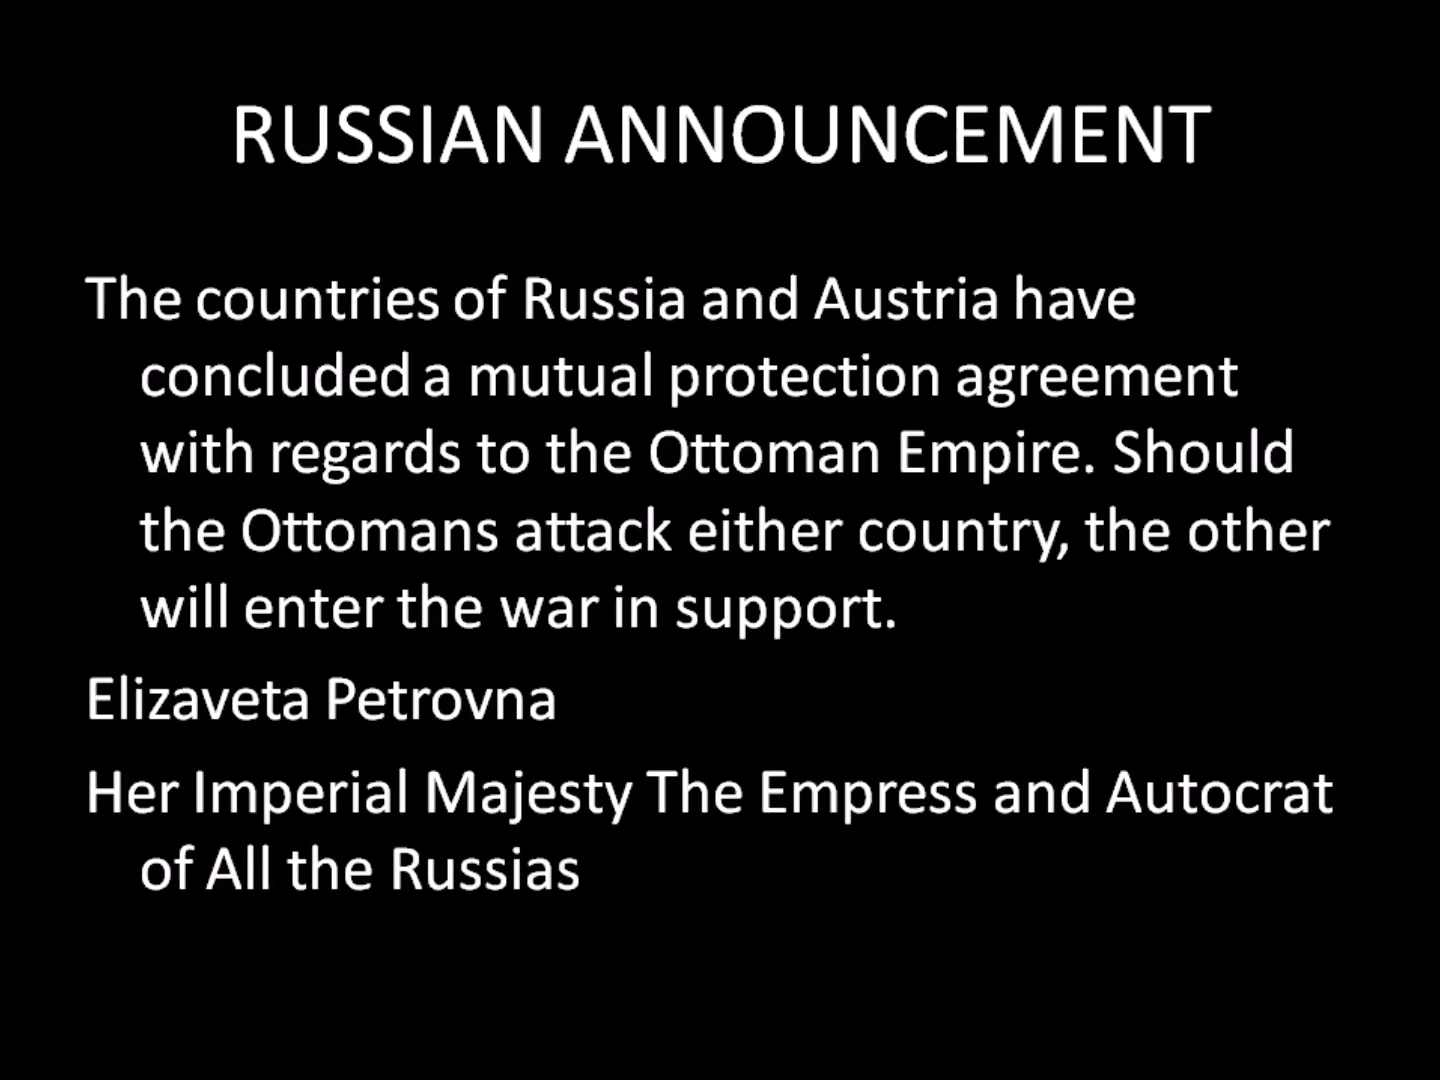 RUSSIAN ANNOUNCEMENT
The countries of Russia and Austria have
concluded a mutual protection agreement
with regards to the Ottoman Empire. Should
the Ottomans attack either country, the other
will enter the war in support.
Elizaveta Petrovna
Her Imperial Majesty The Empress and Autocrat
of All the Russias